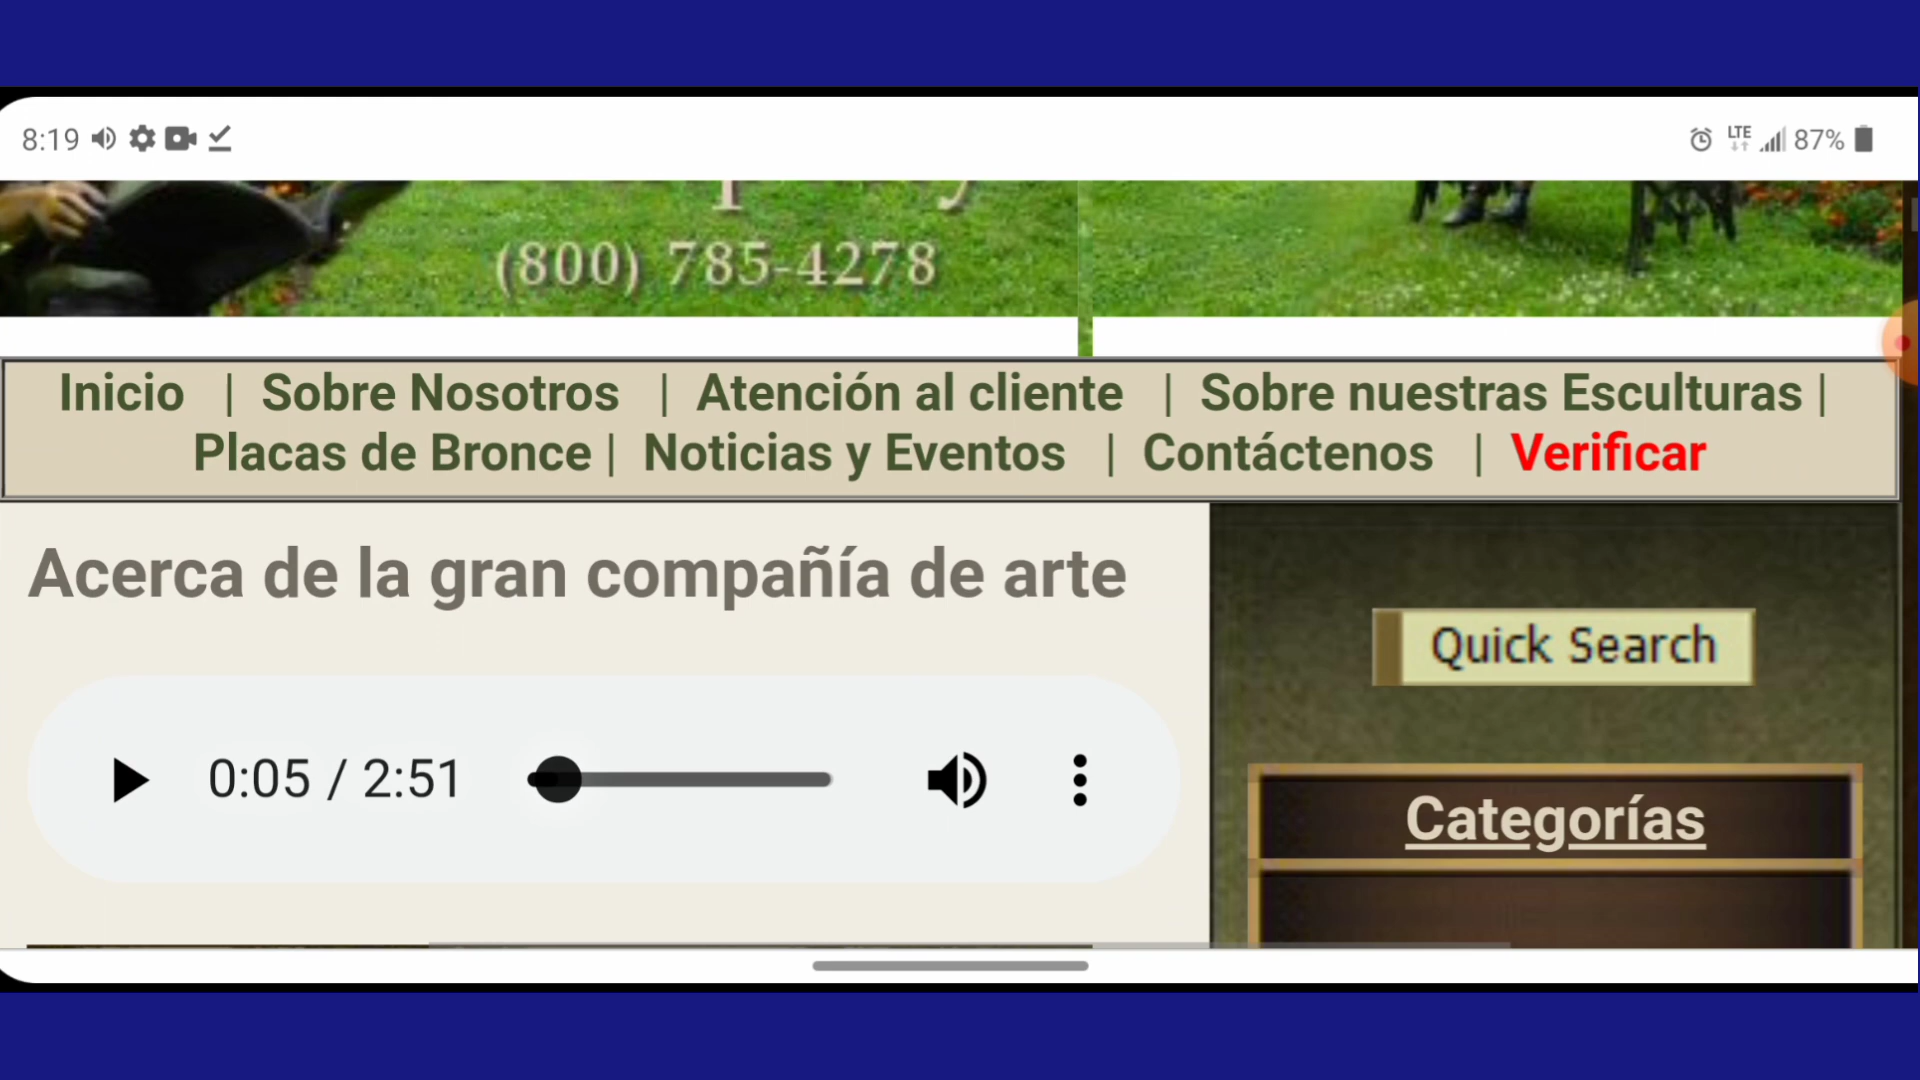 8:19
LTE 87%
(800) 785-4278
Inicio | Sobre Nosotros | Atención al cliente | Sobre nuestras Esculturas |
Placas de Bronce | Noticias y Eventos | Contáctenos | Verificar
Acerca de la gran compañía de arte
Quick Search
0:05 / 2:51
Categorías